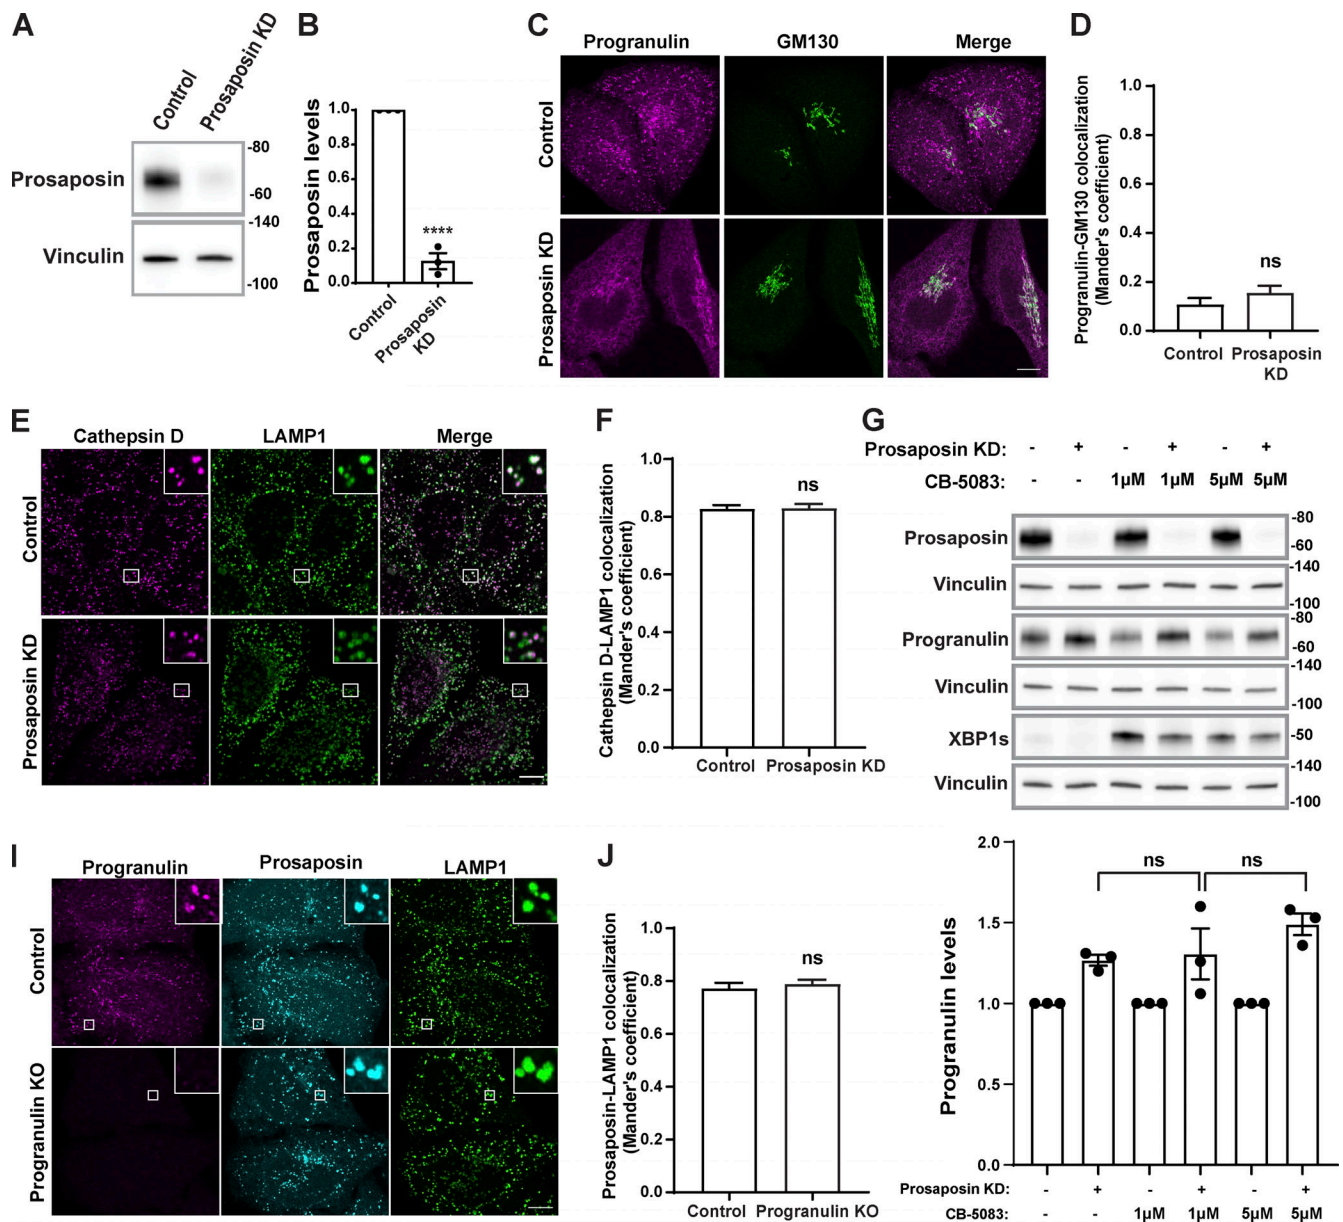 A
Control
Prosaposin KD
Prosaposin
-80
-60
Vinculin
-140
-100
B
Prosaposin levels
1.0
0.8
0.6
0.4
0.2
0.0
****
Control
Prosaposin
KD
C
Progranulin
GM130
Merge
Control
Prosaposin KD
D
Progranulin-GM130 colocalization
(Mander's coefficient)
1.0
0.8
0.6
0.4
0.2
0.0
ns
Control
Prosaposin
KD
E
Cathepsin D
LAMP1
Merge
Control
Prosaposin KD
F
Cathepsin D-LAMP1 colocalization
(Mander's coefficient)
1.0
0.8
0.6
0.4
0.2
0.0
ns
Control
Prosaposin KD
G
Prosaposin KD: - + - + - +
CB-5083: - - 1µM 1µM 5µM 5µM
Prosaposin
-80
-60
Vinculin
-140
-100
Progranulin
-80
-60
Vinculin
-140
-100
XBP1s
-50
Vinculin
-140
-100
I
Progranulin
Prosaposin
LAMP1
Control
Progranulin KO
J
Prosaposin-LAMP1 colocalization
(Mander's coefficient)
1.0
0.8
0.6
0.4
0.2
0.0
ns
Control
Progranulin KO
Progranulin levels
2.0
1.5
1.0
0.5
0.0
ns
ns
Prosaposin KD: - + - + - +
CB-5083: - - 1µM 1µM 5µM 5µM